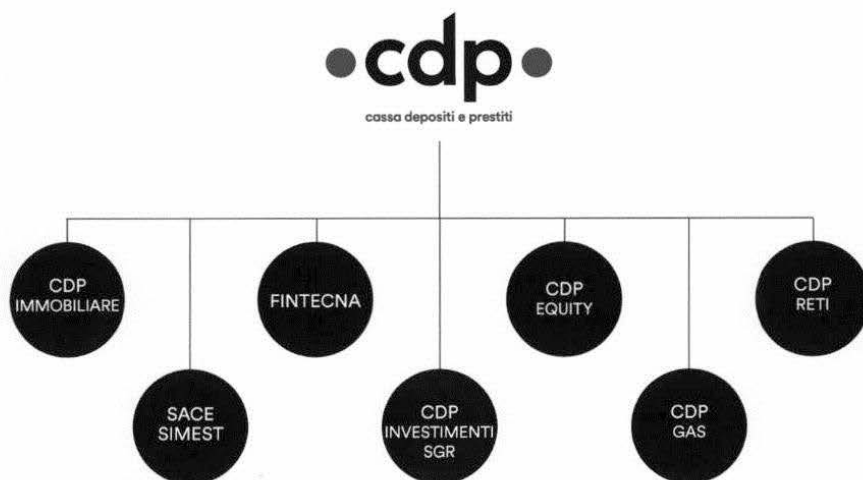 cdp
cassa depositi e prestiti
CDP
IMMOBILIARE
FINTECNA
CDP
EQUITY
CDP
RETI
SACE
SIMEST
CDP
INVESTIMENTI
SGR
CDP
GAS